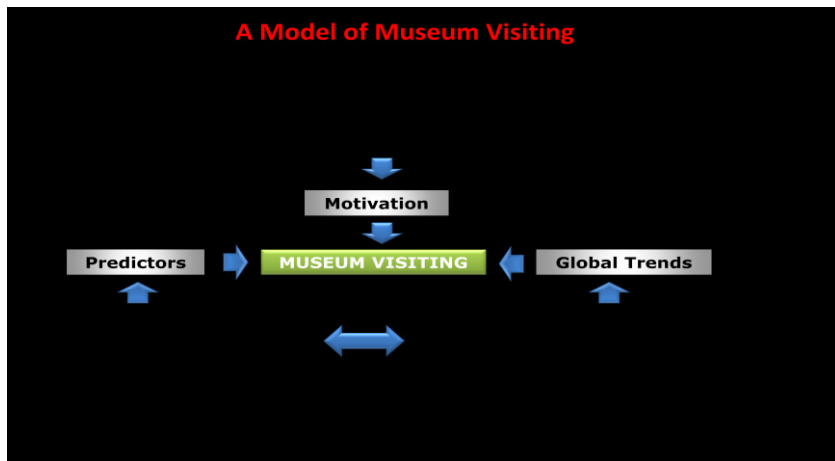 A Model of Museum Visiting
Motivation
Predictors
MUSEUM VISITING
Global Trends